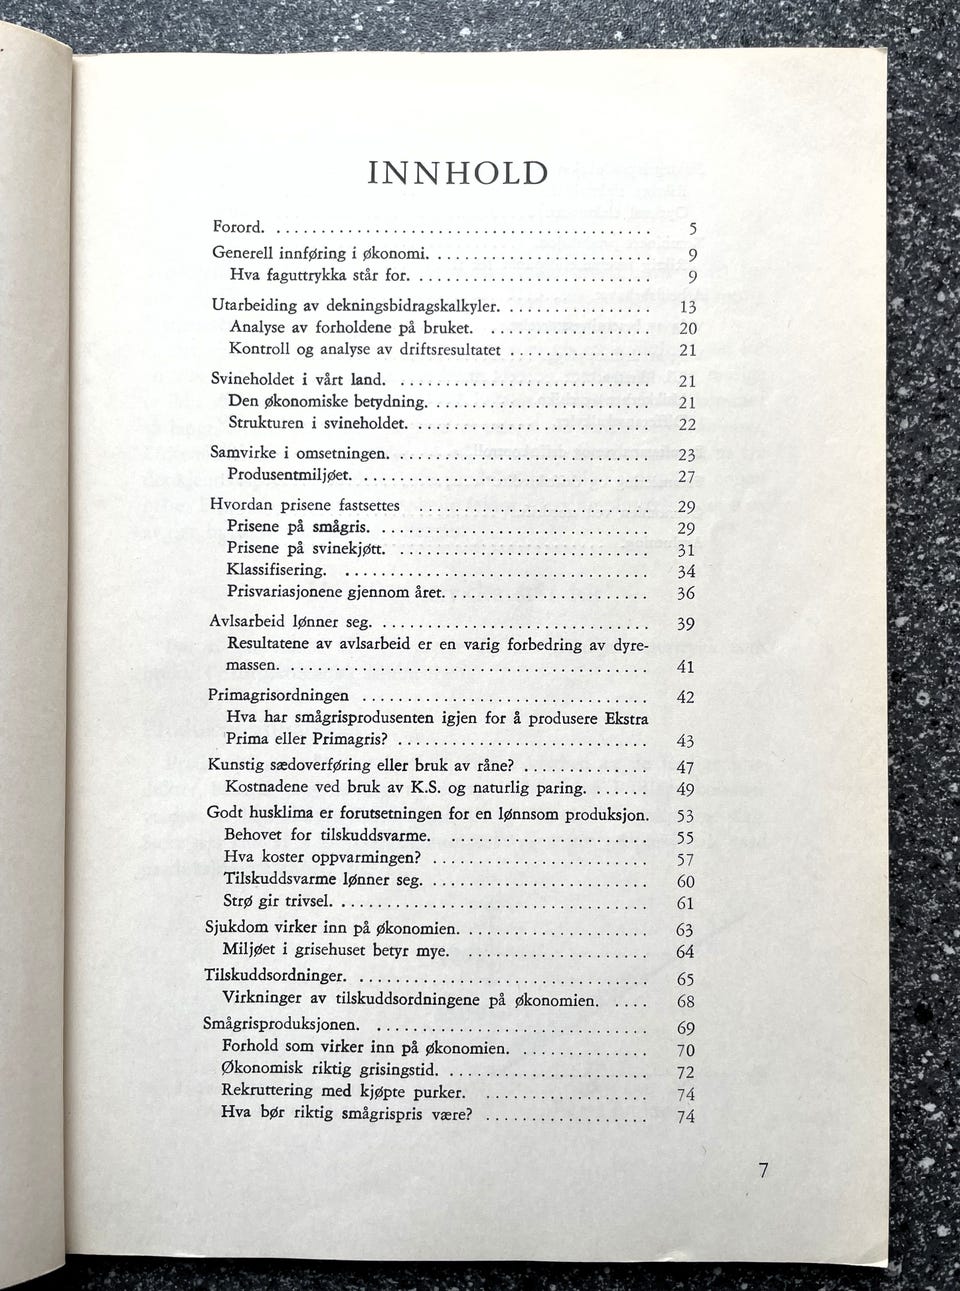 INNHOLD
Forord. . . . . . . . . . . . . . . . . . . . 5
Generell innføring i økonomi. . . . . . . . . . . . . . . . . . . . 9
Hva faguttrykka står for. . . . . . . . . . . . . . . . . . . . 9
Utarbeiding av dekningsbidragskalkyler. . . . . . . . . . . . . . . . 13
Analyse av forholdene på bruket. . . . . . . . . . . . . . . . 20
Kontroll og analyse av driftsresultatet . . . . . . . . . . . . . . . 21
Svineholdet i vårt land. . . . . . . . . . . . . . . . . . . . 21
Den økonomiske betydning. . . . . . . . . . . . . . . . . . . . 21
Strukturen i svineholdet. . . . . . . . . . . . . . . . . . . . 22
Samvirke i omsetningen. . . . . . . . . . . . . . . . . . . . 23
Produsentmiljøet. . . . . . . . . . . . . . . . . . . . 27
Hvordan prisene fastsettes . . . . . . . . . . . . . . . . . . . . 29
Prisene på smågris. . . . . . . . . . . . . . . . . . . . 29
Prisene på svinekjøtt. . . . . . . . . . . . . . . . . . . . 31
Klassifisering. . . . . . . . . . . . . . . . . . . . 34
Prisvariasjonene gjennom året. . . . . . . . . . . . . . . . . . . . 36
Avlsarbeid lønner seg. . . . . . . . . . . . . . . . . . . . 39
Resultatene av avlsarbeid er en varig forbedring av dyre-
massen. . . . . . . . . . . . . . . . . . . . 41
Primagrisordningen . . . . . . . . . . . . . . . . . . . . 42
Hva har smågrisprodusenten igjen for å produsere Ekstra
Prima eller Primagris? . . . . . . . . . . . . . . . . . . . . 43
Kunstig sædoverføring eller bruk av råne? . . . . . . . . . . . . . . 47
Kostnadene ved bruk av K.S. og naturlig paring. . . . . . . 49
Godt husklima er forutsetningen for en lønnsom produksjon. 53
Behovet for tilskuddsvarme. . . . . . . . . . . . . . . . . . . . 55
Hva koster oppvarmingen? . . . . . . . . . . . . . . . . . . . . 57
Tilskuddsvarme lønner seg. . . . . . . . . . . . . . . . . . . . 60
Strø gir trivsel. . . . . . . . . . . . . . . . . . . . 61
Sjukdom virker inn på økonomien. . . . . . . . . . . . . . . . . . . . 63
Miljøet i grisehuset betyr mye. . . . . . . . . . . . . . . . . . . . 64
Tilskuddsordninger. . . . . . . . . . . . . . . . . . . . 65
Virkninger av tilskuddsordningene på økonomien. . . . . 68
Smågrisproduksjonen. . . . . . . . . . . . . . . . . . . . 69
Forhold som virker inn på økonomien. . . . . . . . . . . . . . . 70
Økonomisk riktig grisingstid. . . . . . . . . . . . . . . . . . . . 72
Rekruttering med kjøpte purker. . . . . . . . . . . . . . . . . . . 74
Hva bør riktig smågrispris være? . . . . . . . . . . . . . . . . . . 74
7